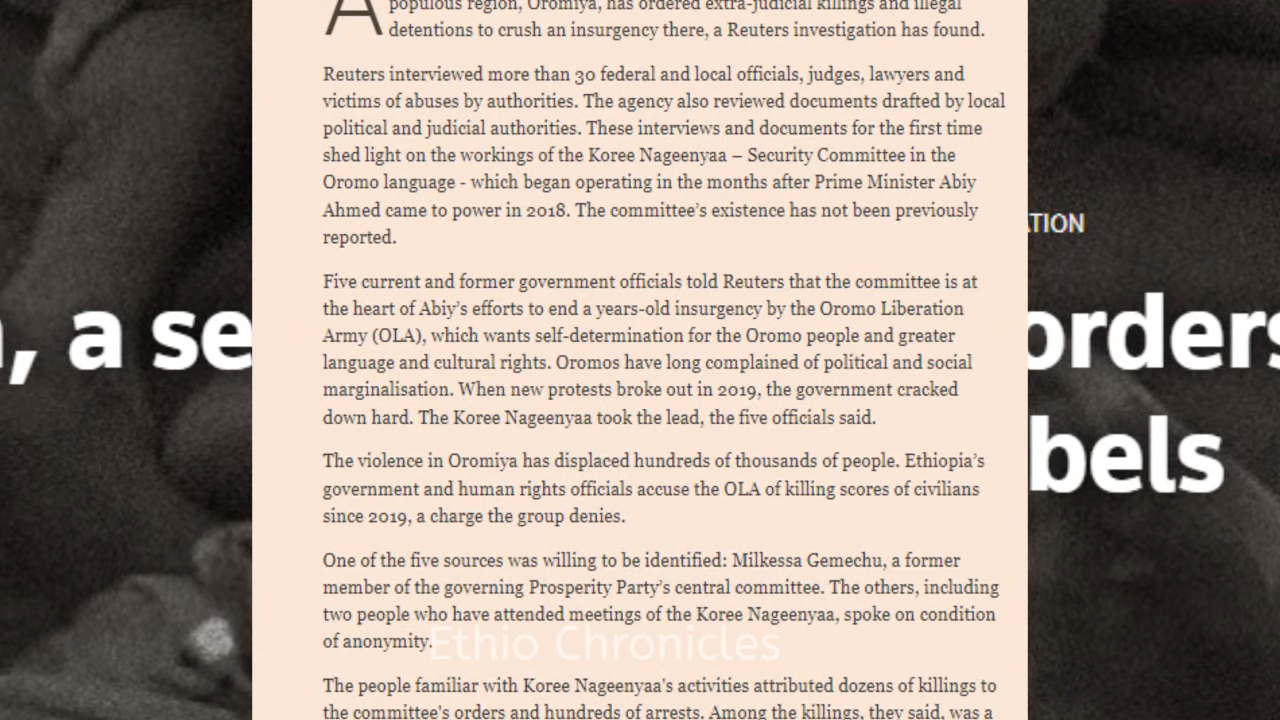 A populous region, Oromiya, has ordered extra-judicial killings and illegal
detentions to crush an insurgency there, a Reuters investigation has found.
Reuters interviewed more than 30 federal and local officials, judges, lawyers and
victims of abuses by authorities. The agency also reviewed documents drafted by local
political and judicial authorities. These interviews and documents for the first time
shed light on the workings of the Koree Nageenyaa – Security Committee in the
Oromo language - which began operating in the months after Prime Minister Abiy
Ahmed came to power in 2018. The committee's existence has not been previously
reported.
Five current and former government officials told Reuters that the committee is at
the heart of Abiy's efforts to end a years-old insurgency by the Oromo Liberation
Army (OLA), which wants self-determination for the Oromo people and greater
language and cultural rights. Oromos have long complained of political and social
marginalisation. When new protests broke out in 2019, the government cracked
down hard. The Koree Nageenyaa took the lead, the five officials said.
The violence in Oromiya has displaced hundreds of thousands of people. Ethiopia's
government and human rights officials accuse the OLA of killing scores of civilians
since 2019, a charge the group denies.
One of the five sources was willing to be identified: Milkessa Gemechu, a former
member of the governing Prosperity Party's central committee. The others, including
two people who have attended meetings of the Koree Nageenyaa, spoke on condition
of anonymity.
Ethio Chronicles
The people familiar with Koree Nageenyaa's activities attributed dozens of killings to
the committee's orders and hundreds of arrests. Among the killings, they said, was a
ATION
, a se
orders
bels